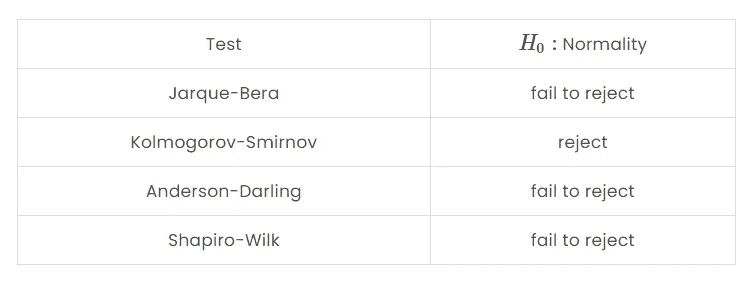 Test H₀ : Normality
Jarque-Bera fail to reject
Kolmogorov-Smirnov reject
Anderson-Darling fail to reject
Shapiro-Wilk fail to reject